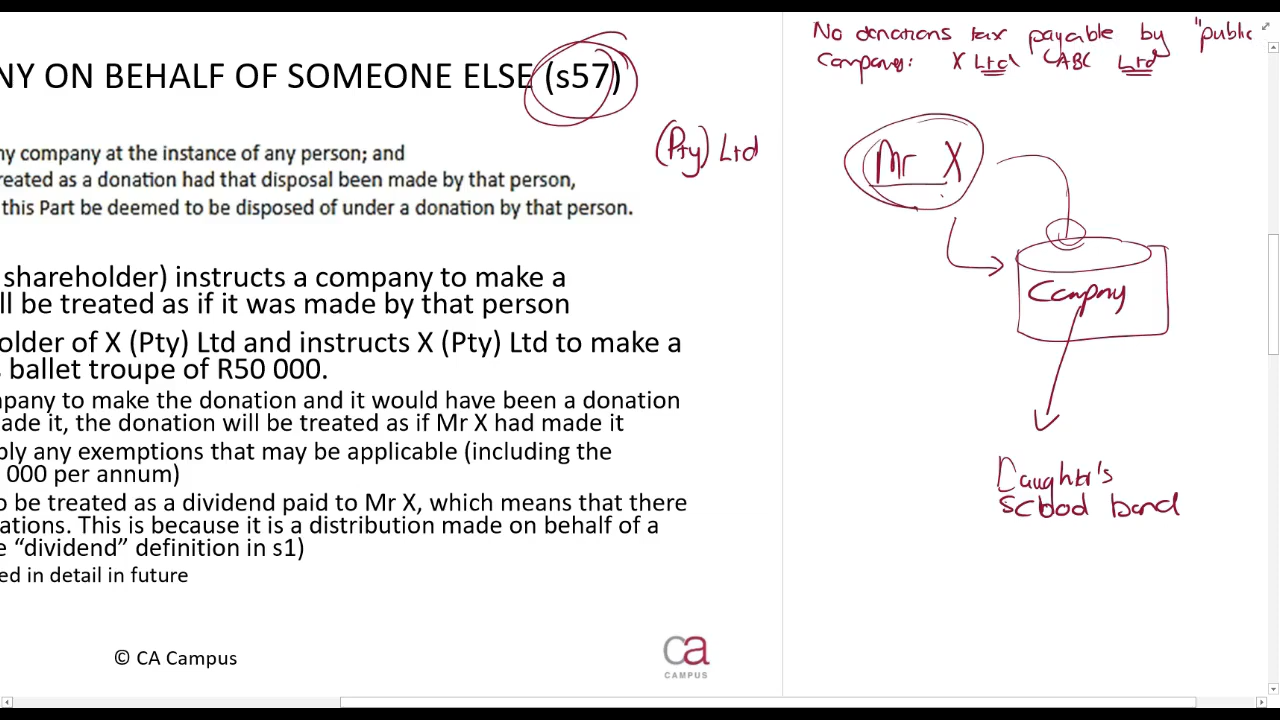 NY ON BEHALF OF SOMEONE ELSE (s57)
ny company at the instance of any person; and
reated as a donation had that disposal been made by that person,
this Part be deemed to be disposed of under a donation by that person.
shareholder) instructs a company to make a
ll be treated as if it was made by that person
older of X (Pty) Ltd and instructs X (Pty) Ltd to make a
s ballet troupe of R50 000.
mpany to make the donation and it would have been a donation
ade it, the donation will be treated as if Mr X had made it
ply any exemptions that may be applicable (including the
000 per annum)
o be treated as a dividend paid to Mr X, which means that there
ations. This is because it is a distribution made on behalf of a
e “dividend” definition in s1)
ed in detail in future
© CA Campus
ca
CAMPUS
(Pty) Ltd
No donations tax payable by "public
Company: X Ltd ABC Ltd
Mr X
Company
Daughter's
School band